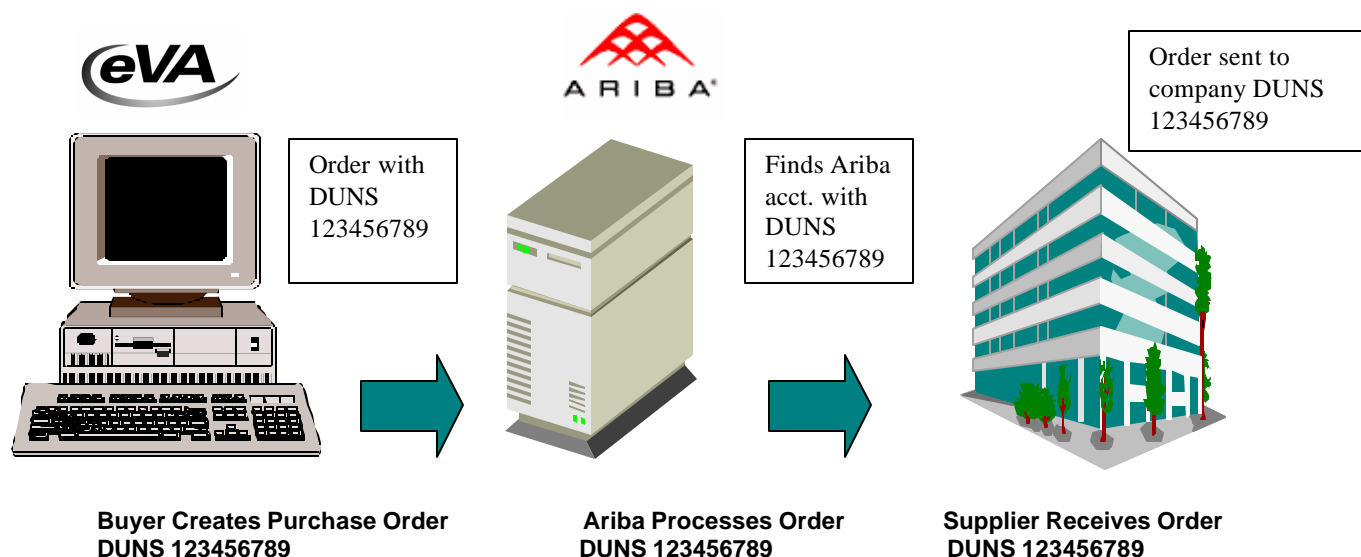 eVA
ARIBA®
Order sent to
company DUNS
123456789
Order with
DUNS
123456789
Finds Ariba
acct. with
DUNS
123456789
Buyer Creates Purchase Order
DUNS 123456789
Ariba Processes Order
DUNS 123456789
Supplier Receives Order
DUNS 123456789